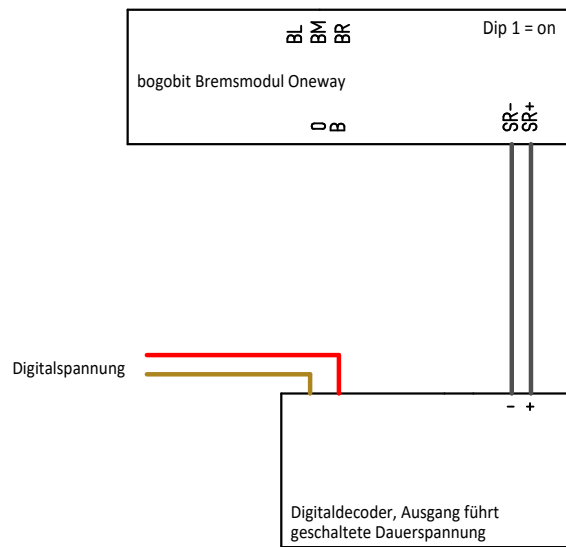 BL BM BR
Dip 1 = on
bogobit Bremsmodul Oneway
0 B
SR- SR+
Digitalspannung
- +
Digitaldecoder, Ausgang führt
geschaltete Dauerspannung